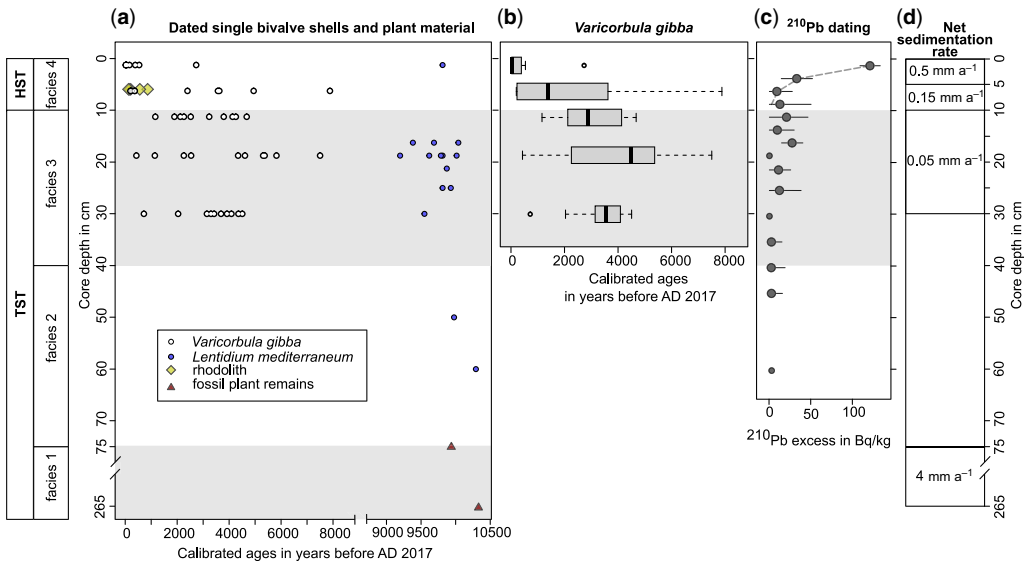 (a) Dated single bivalve shells and plant material
HST
TST
facies 4
facies 3
facies 2
facies 1
Core depth in cm
0
10
20
30
40
50
60
70
75
265
Varicorbula gibba
Lentidium mediterraneum
rhodolith
fossil plant remains
0 2000 4000 6000 8000 9000 9500 10500
Calibrated ages in years before AD 2017
(b) Varicorbula gibba
0 2000 4000 8000
Calibrated ages
in years before AD 2017
(c) ²¹⁰Pb dating
0 50 100
²¹⁰Pb excess in Bq/kg
(d) Net
sedimentation
rate
0.5 mm a⁻¹
0.15 mm a⁻¹
0.05 mm a⁻¹
4 mm a⁻¹
0
5
10
20
30
40
50
60
70
75
265
Core depth in cm